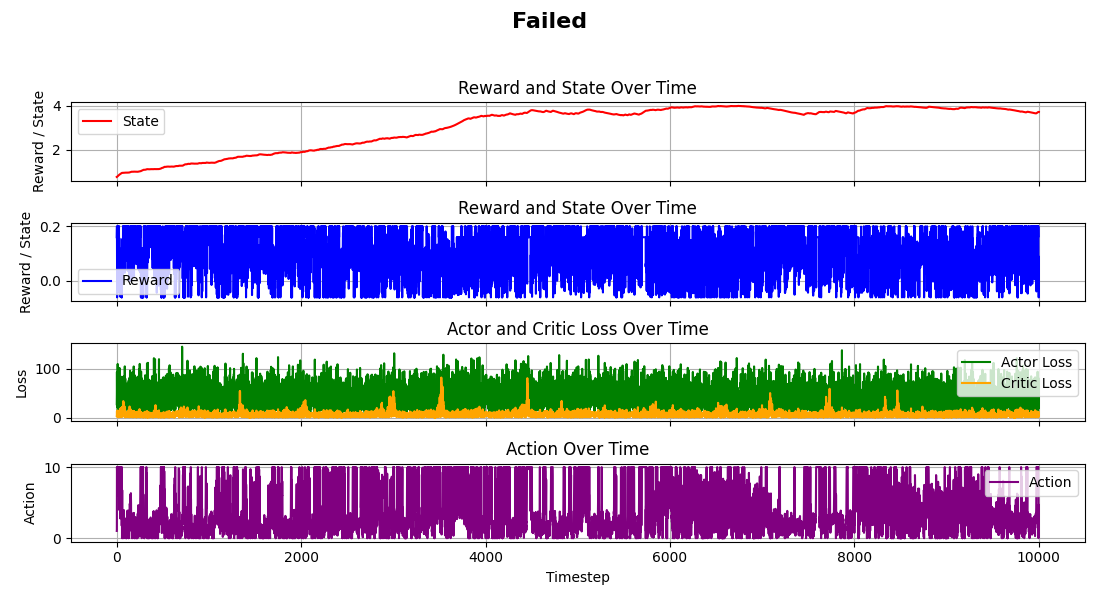 Failed
Reward and State Over Time
Reward / State
4
2
State
Reward and State Over Time
Reward / State
0.2
0.0
Reward
Actor and Critic Loss Over Time
Loss
100
0
Actor Loss
Critic Loss
Action Over Time
Action
10
0
Action
0 2000 4000 6000 8000 10000
Timestep